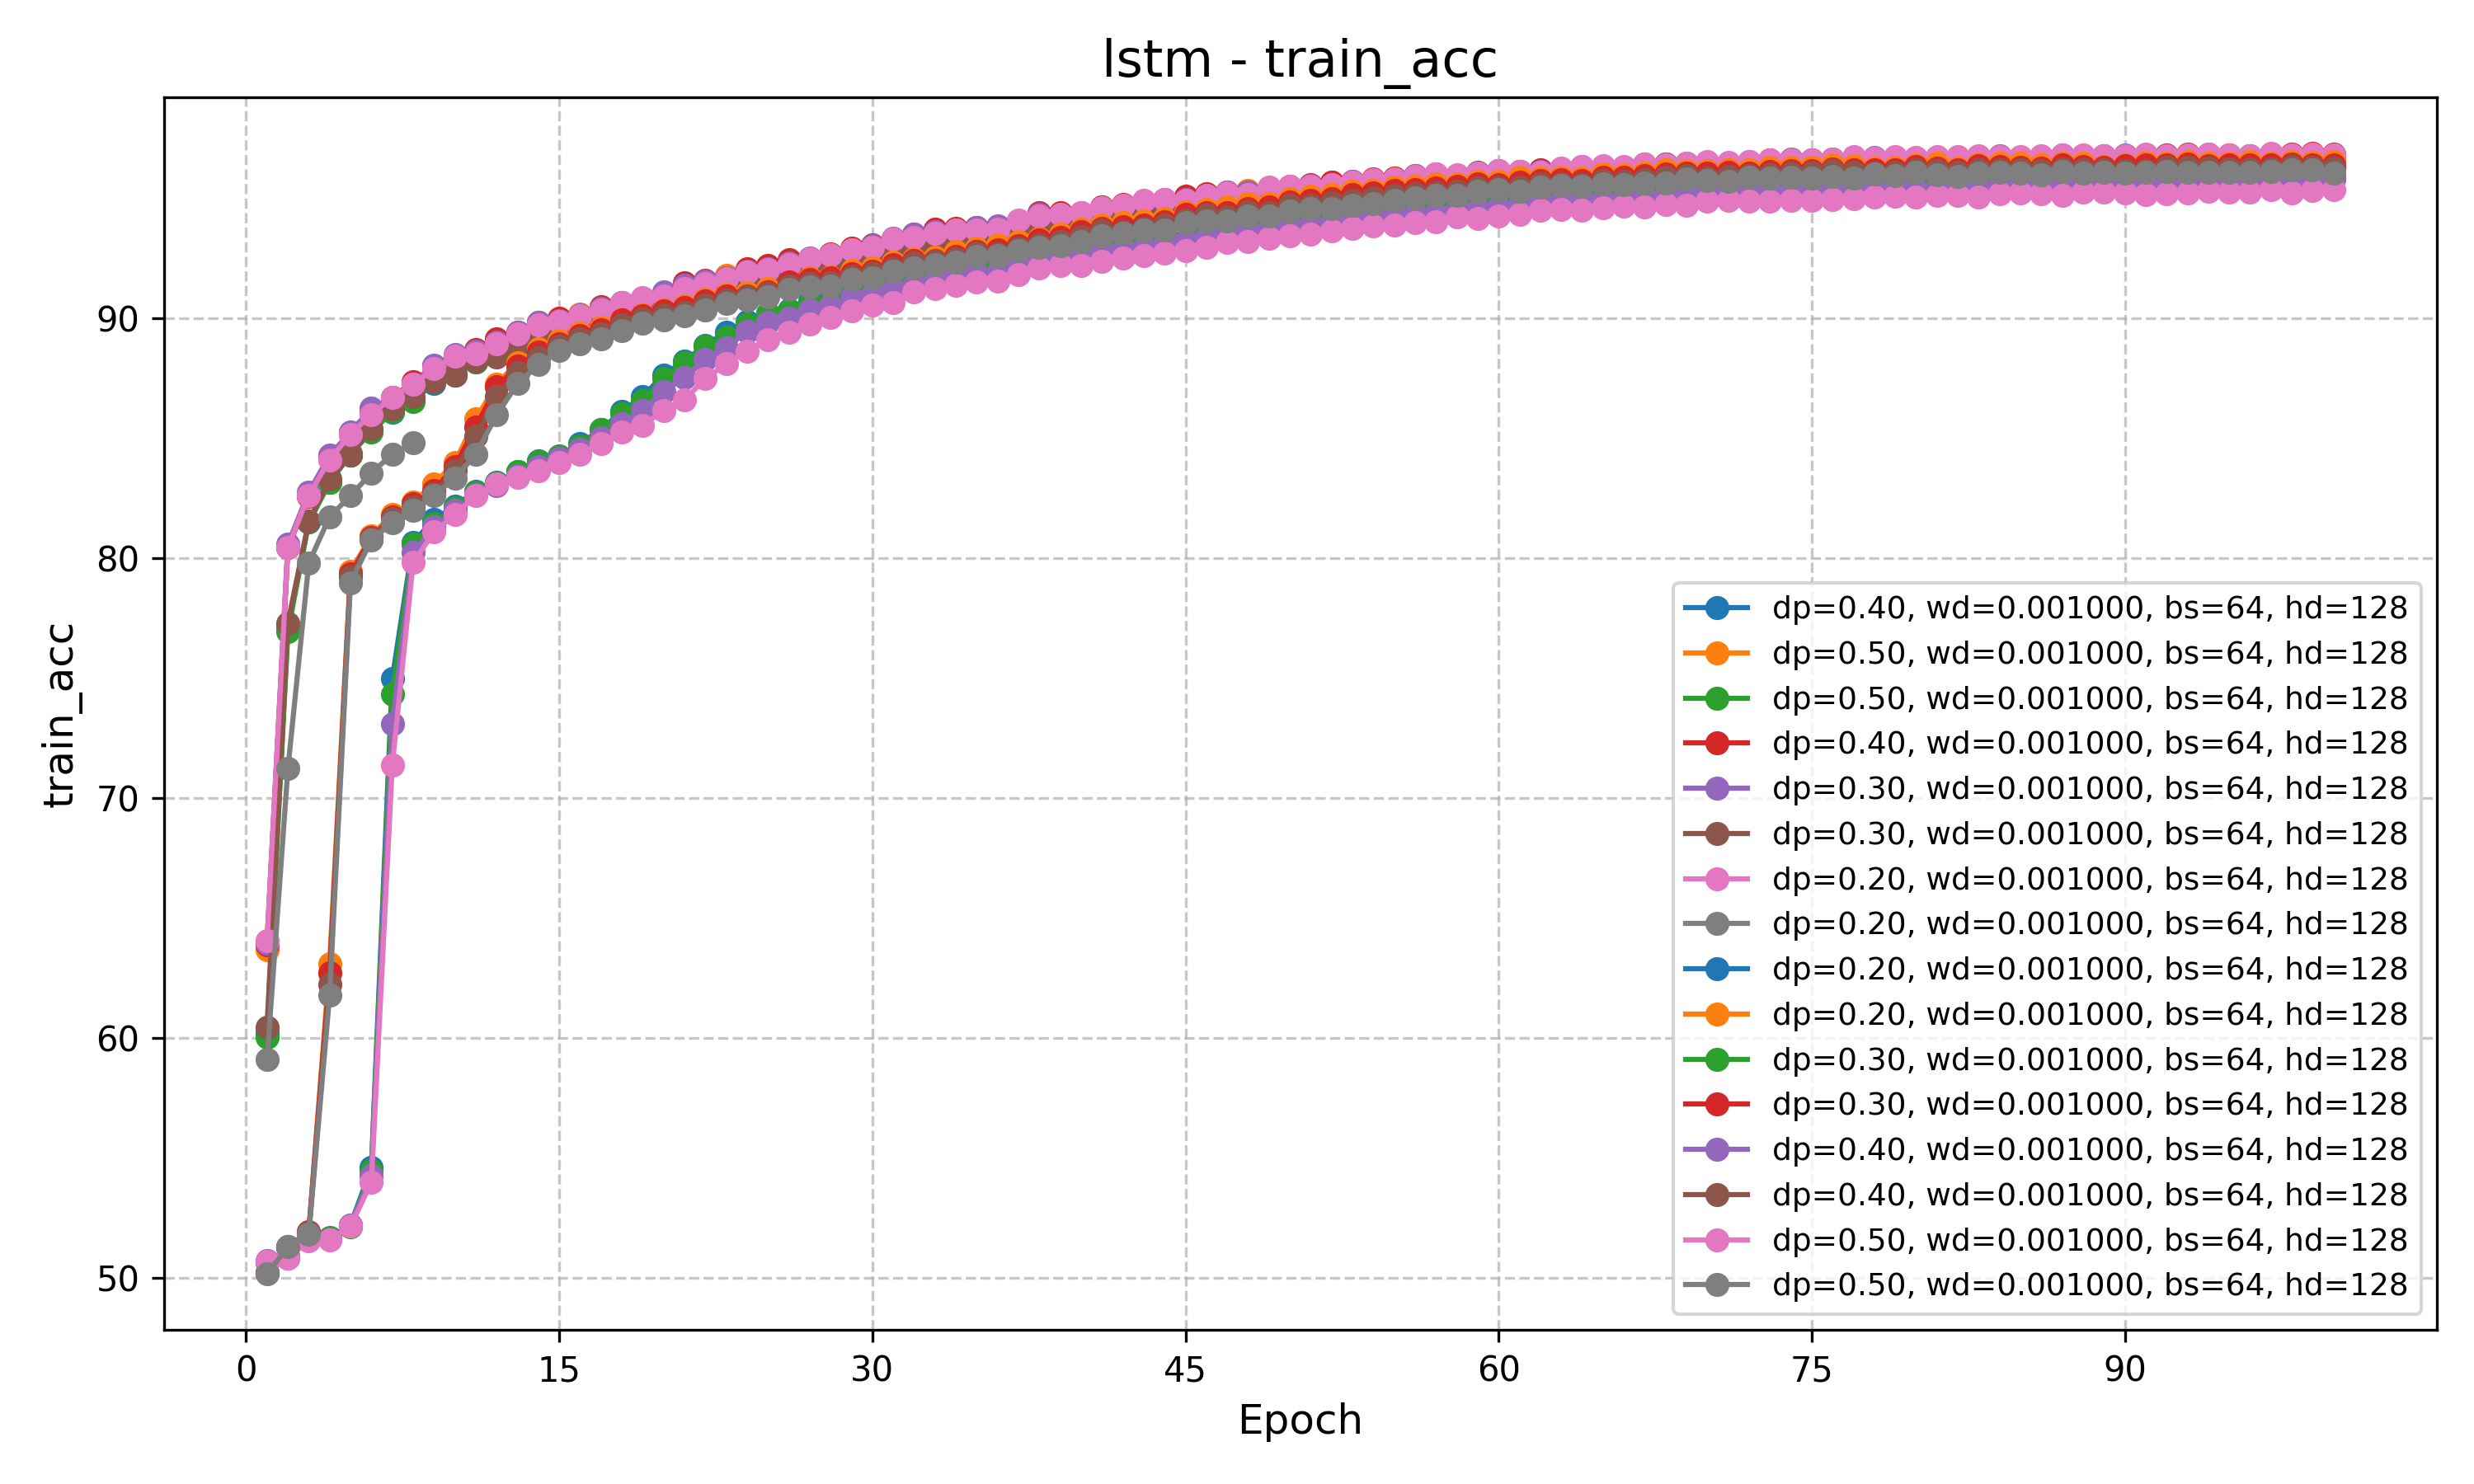 lstm - train_acc
train_acc
90
80
70
60
50
0 15 30 45 60 75 90
Epoch
dp=0.40, wd=0.001000, bs=64, hd=128
dp=0.50, wd=0.001000, bs=64, hd=128
dp=0.50, wd=0.001000, bs=64, hd=128
dp=0.40, wd=0.001000, bs=64, hd=128
dp=0.30, wd=0.001000, bs=64, hd=128
dp=0.30, wd=0.001000, bs=64, hd=128
dp=0.20, wd=0.001000, bs=64, hd=128
dp=0.20, wd=0.001000, bs=64, hd=128
dp=0.20, wd=0.001000, bs=64, hd=128
dp=0.20, wd=0.001000, bs=64, hd=128
dp=0.30, wd=0.001000, bs=64, hd=128
dp=0.30, wd=0.001000, bs=64, hd=128
dp=0.40, wd=0.001000, bs=64, hd=128
dp=0.40, wd=0.001000, bs=64, hd=128
dp=0.50, wd=0.001000, bs=64, hd=128
dp=0.50, wd=0.001000, bs=64, hd=128